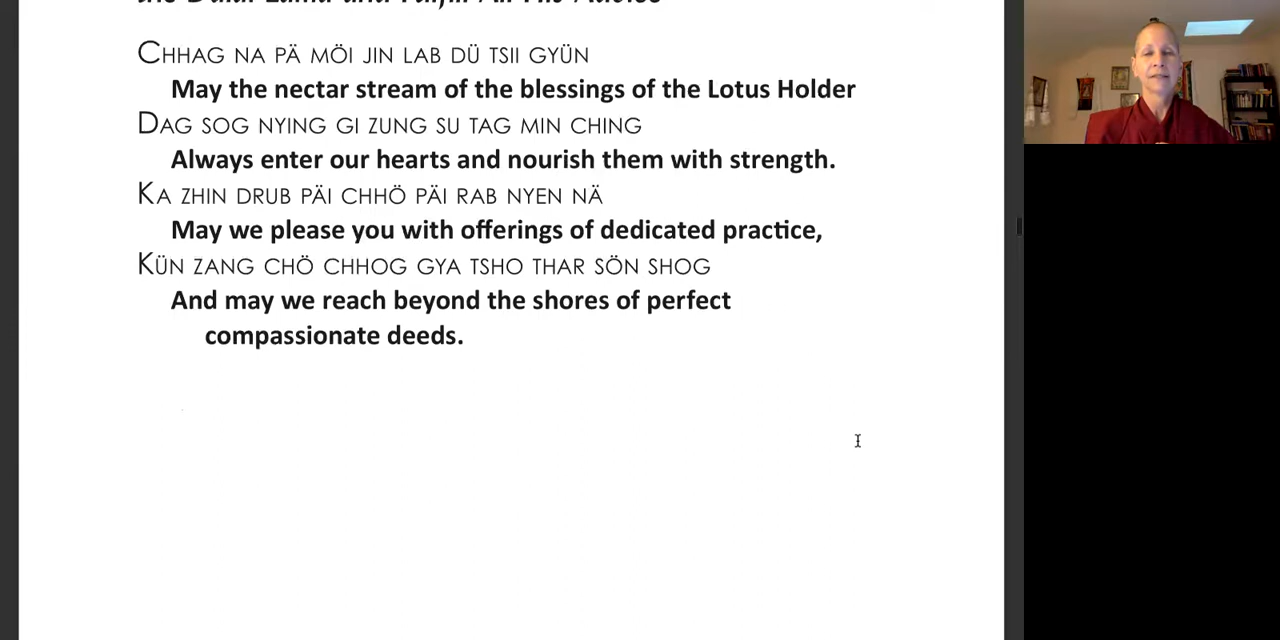 CHHAG NA PÄ MÖI JIN LAB DÜ TSII GYÜN
May the nectar stream of the blessings of the Lotus Holder
DAG SOG NYING GI ZUNG SU TAG MIN CHING
Always enter our hearts and nourish them with strength.
KA ZHIN DRUB PÄI CHHÖ PÄI RAB NYEN NÄ
May we please you with offerings of dedicated practice,
KÜN ZANG CHÖ CHHOG GYA TSHO THAR SÖN SHOG
And may we reach beyond the shores of perfect
compassionate deeds.